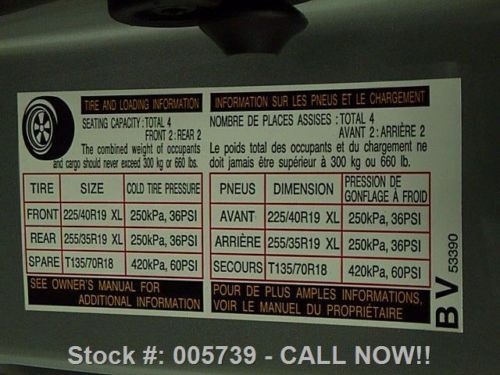 TIRE AND LOADING INFORMATION
SEATING CAPACITY : TOTAL 4
FRONT 2 : REAR 2
The combined weight of occupants
and cargo should never exceed 300 kg or 660 lb.
TIRE SIZE COLD TIRE PRESSURE
FRONT 225/40R19 XL 250kPa, 36PSI
REAR 255/35R19 XL 250kPa, 36PSI
SPARE T135/70R18 420kPa, 60PSI
SEE OWNER'S MANUAL FOR
ADDITIONAL INFORMATION
INFORMATION SUR LES PNEUS ET LE CHARGEMENT
NOMBRE DE PLACES ASSISES : TOTAL 4
AVANT 2 : ARRIÈRE 2
Le poids total des occupants et du chargement ne
doit jamais être supérieur à 300 kg ou 660 lb.
PNEUS DIMENSION PRESSION DE
GONFLAGE À FROID
AVANT 225/40R19 XL 250kPa, 36PSI
ARRIÈRE 255/35R19 XL 250kPa, 36PSI
SECOURS T135/70R18 420kPa, 60PSI
POUR DE PLUS AMPLES INFORMATIONS,
VOIR LE MANUEL DU PROPRIÉTAIRE
BV 53390
Stock #: 005739 - CALL NOW!!